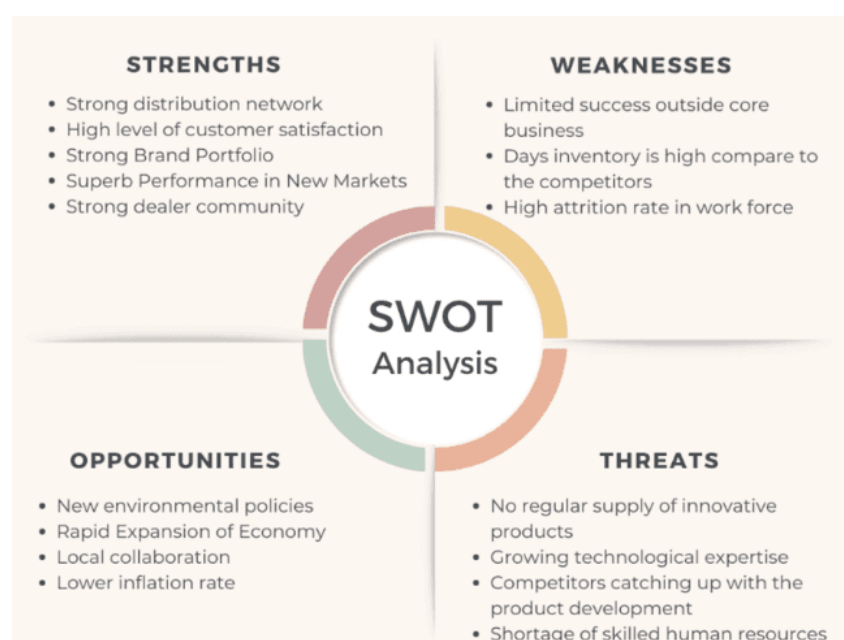 STRENGTHS
• Strong distribution network
• High level of customer satisfaction
• Strong Brand Portfolio
• Superb Performance in New Markets
• Strong dealer community
WEAKNESSES
• Limited success outside core
business
• Days inventory is high compare to
the competitors
• High attrition rate in work force
SWOT
Analysis
OPPORTUNITIES
• New environmental policies
• Rapid Expansion of Economy
• Local collaboration
• Lower inflation rate
THREATS
• No regular supply of innovative
products
• Growing technological expertise
• Competitors catching up with the
product development
• Shortage of skilled human resources